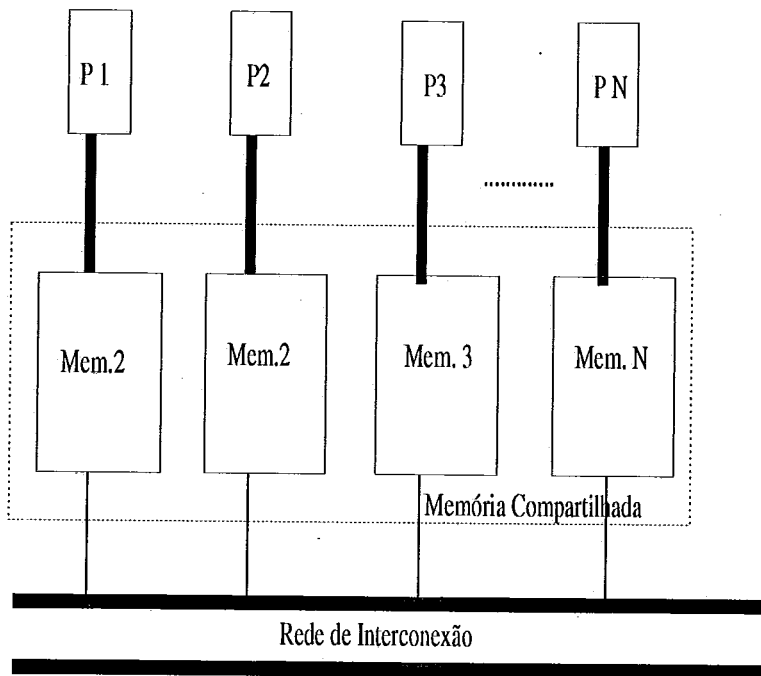 P 1
P2
P3
P N
Mem.2
Mem.2
Mem. 3
Mem. N
Memória Compartilhada
Rede de Interconexão